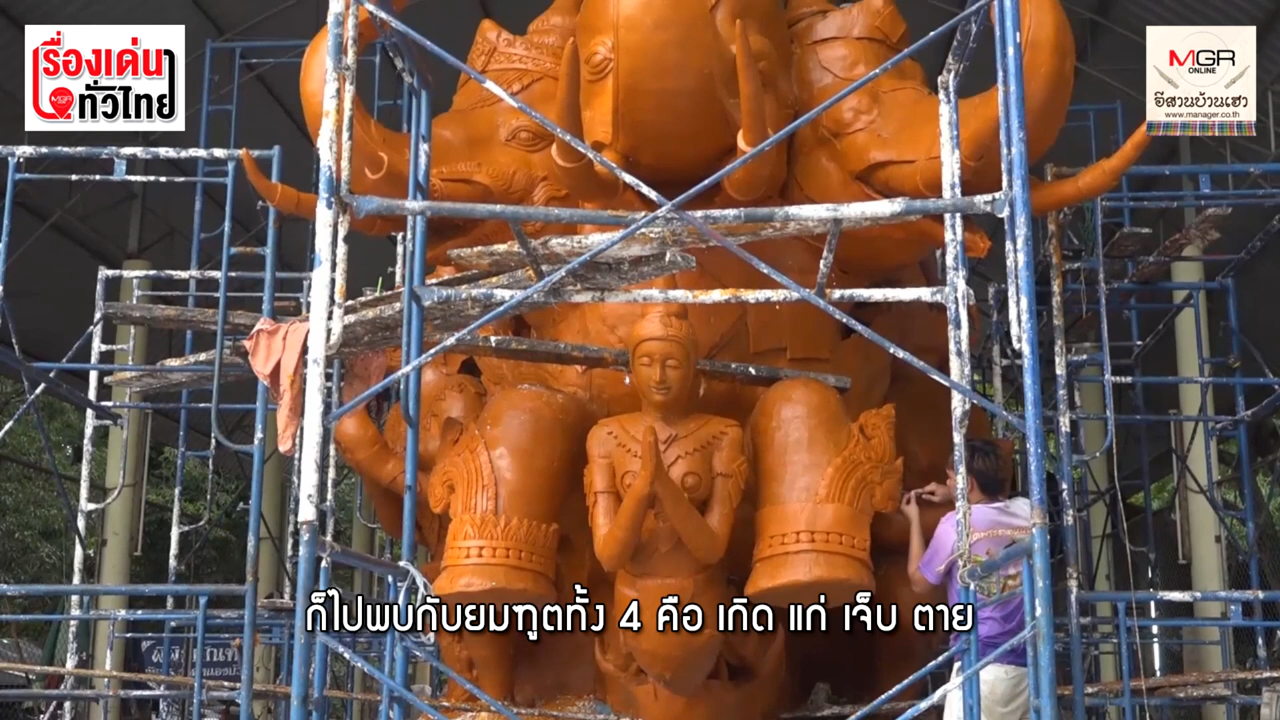 เรื่องเด่น
MGR
ทั่วไทย
MGR
ONLINE
อีสานบ้านเฮา
www.manager.co.th
ก็ไปพบกับยมฑูตทั้ง 4 คือ เกิด แก่ เจ็บ ตาย